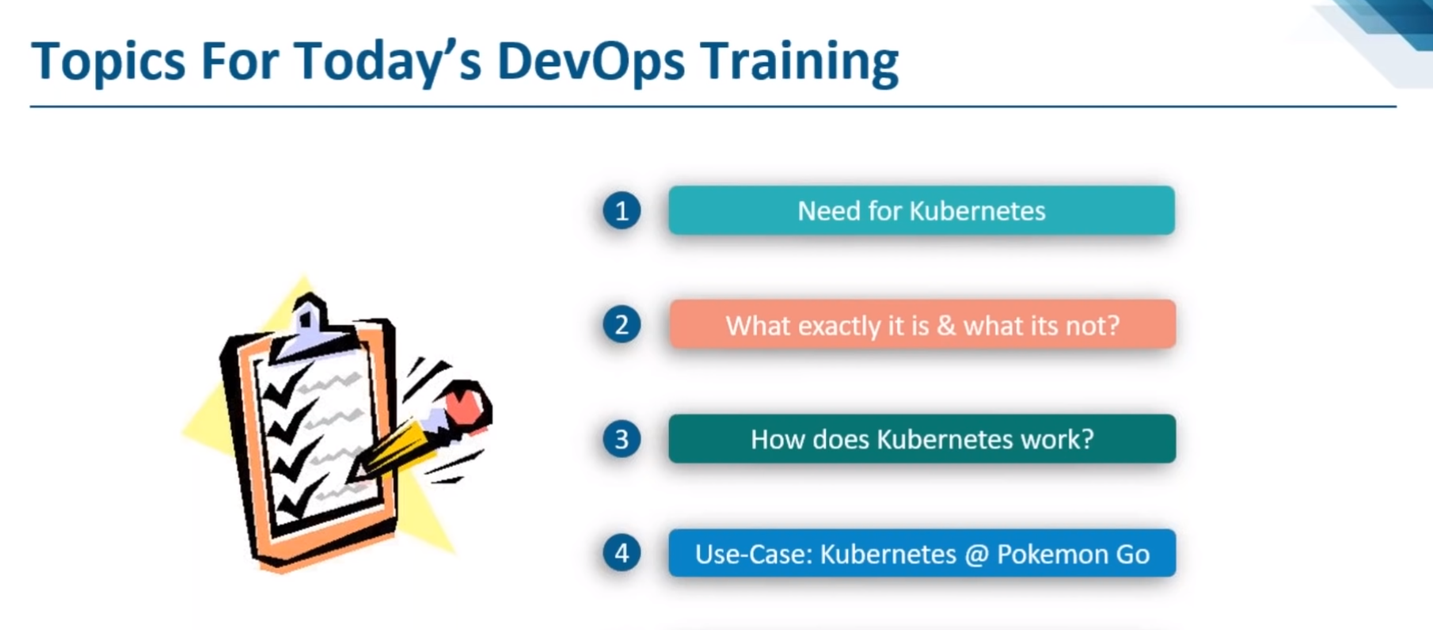 Topics For Today’s DevOps Training
1 Need for Kubernetes
2 What exactly it is & what its not?
3 How does Kubernetes work?
4 Use-Case: Kubernetes @ Pokemon Go